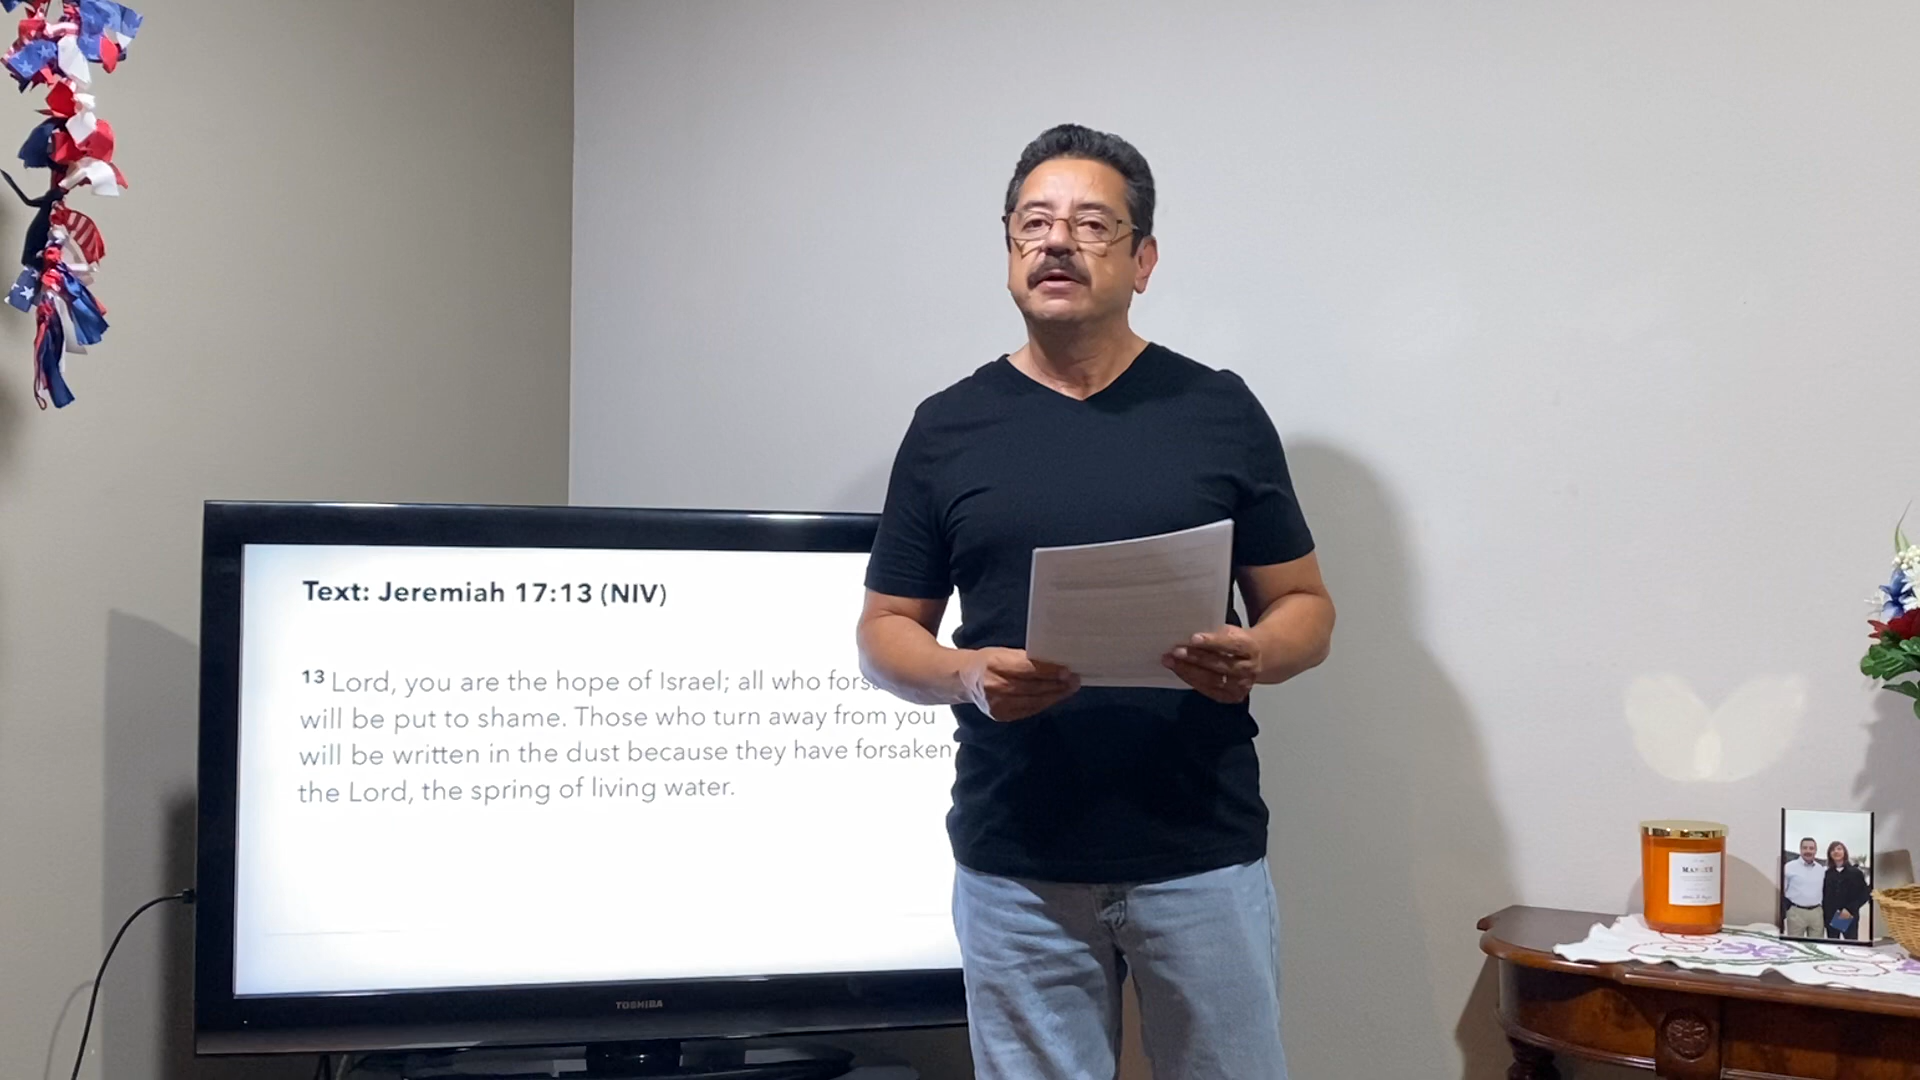 Text: Jeremiah 17:13 (NIV)
13 Lord, you are the hope of Israel; all who fors
will be put to shame. Those who turn away from you
will be written in the dust because they have forsaken
the Lord, the spring of living water.
TOSHIBA